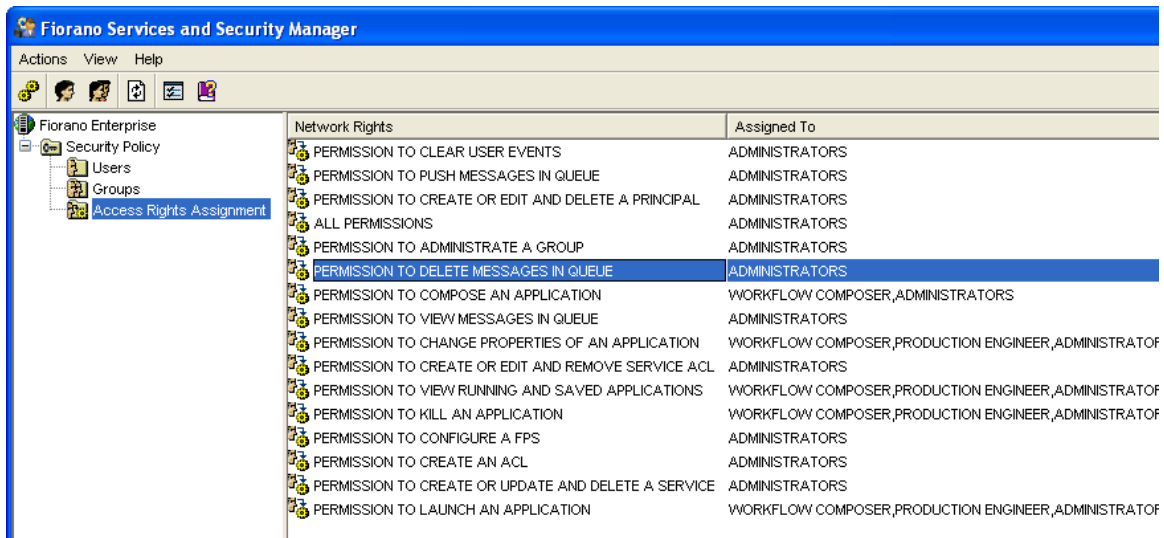 Fiorano Services and Security Manager
Actions View Help
Fiorano Enterprise
Security Policy
Users
Groups
Access Rights Assignment
Network Rights Assigned To
PERMISSION TO CLEAR USER EVENTS ADMINISTRATORS
PERMISSION TO PUSH MESSAGES IN QUEUE ADMINISTRATORS
PERMISSION TO CREATE OR EDIT AND DELETE A PRINCIPAL ADMINISTRATORS
ALL PERMISSIONS ADMINISTRATORS
PERMISSION TO ADMINISTRATE A GROUP ADMINISTRATORS
PERMISSION TO DELETE MESSAGES IN QUEUE ADMINISTRATORS
PERMISSION TO COMPOSE AN APPLICATION WORKFLOW COMPOSER,ADMINISTRATORS
PERMISSION TO VIEW MESSAGES IN QUEUE ADMINISTRATORS
PERMISSION TO CHANGE PROPERTIES OF AN APPLICATION WORKFLOW COMPOSER,PRODUCTION ENGINEER,ADMINISTRATOR
PERMISSION TO CREATE OR EDIT AND REMOVE SERVICE ACL ADMINISTRATORS
PERMISSION TO VIEW RUNNING AND SAVED APPLICATIONS WORKFLOW COMPOSER,PRODUCTION ENGINEER,ADMINISTRATOR
PERMISSION TO KILL AN APPLICATION WORKFLOW COMPOSER,PRODUCTION ENGINEER,ADMINISTRATOR
PERMISSION TO CONFIGURE A FPS ADMINISTRATORS
PERMISSION TO CREATE AN ACL ADMINISTRATORS
PERMISSION TO CREATE OR UPDATE AND DELETE A SERVICE ADMINISTRATORS
PERMISSION TO LAUNCH AN APPLICATION WORKFLOW COMPOSER,PRODUCTION ENGINEER,ADMINISTRATOR